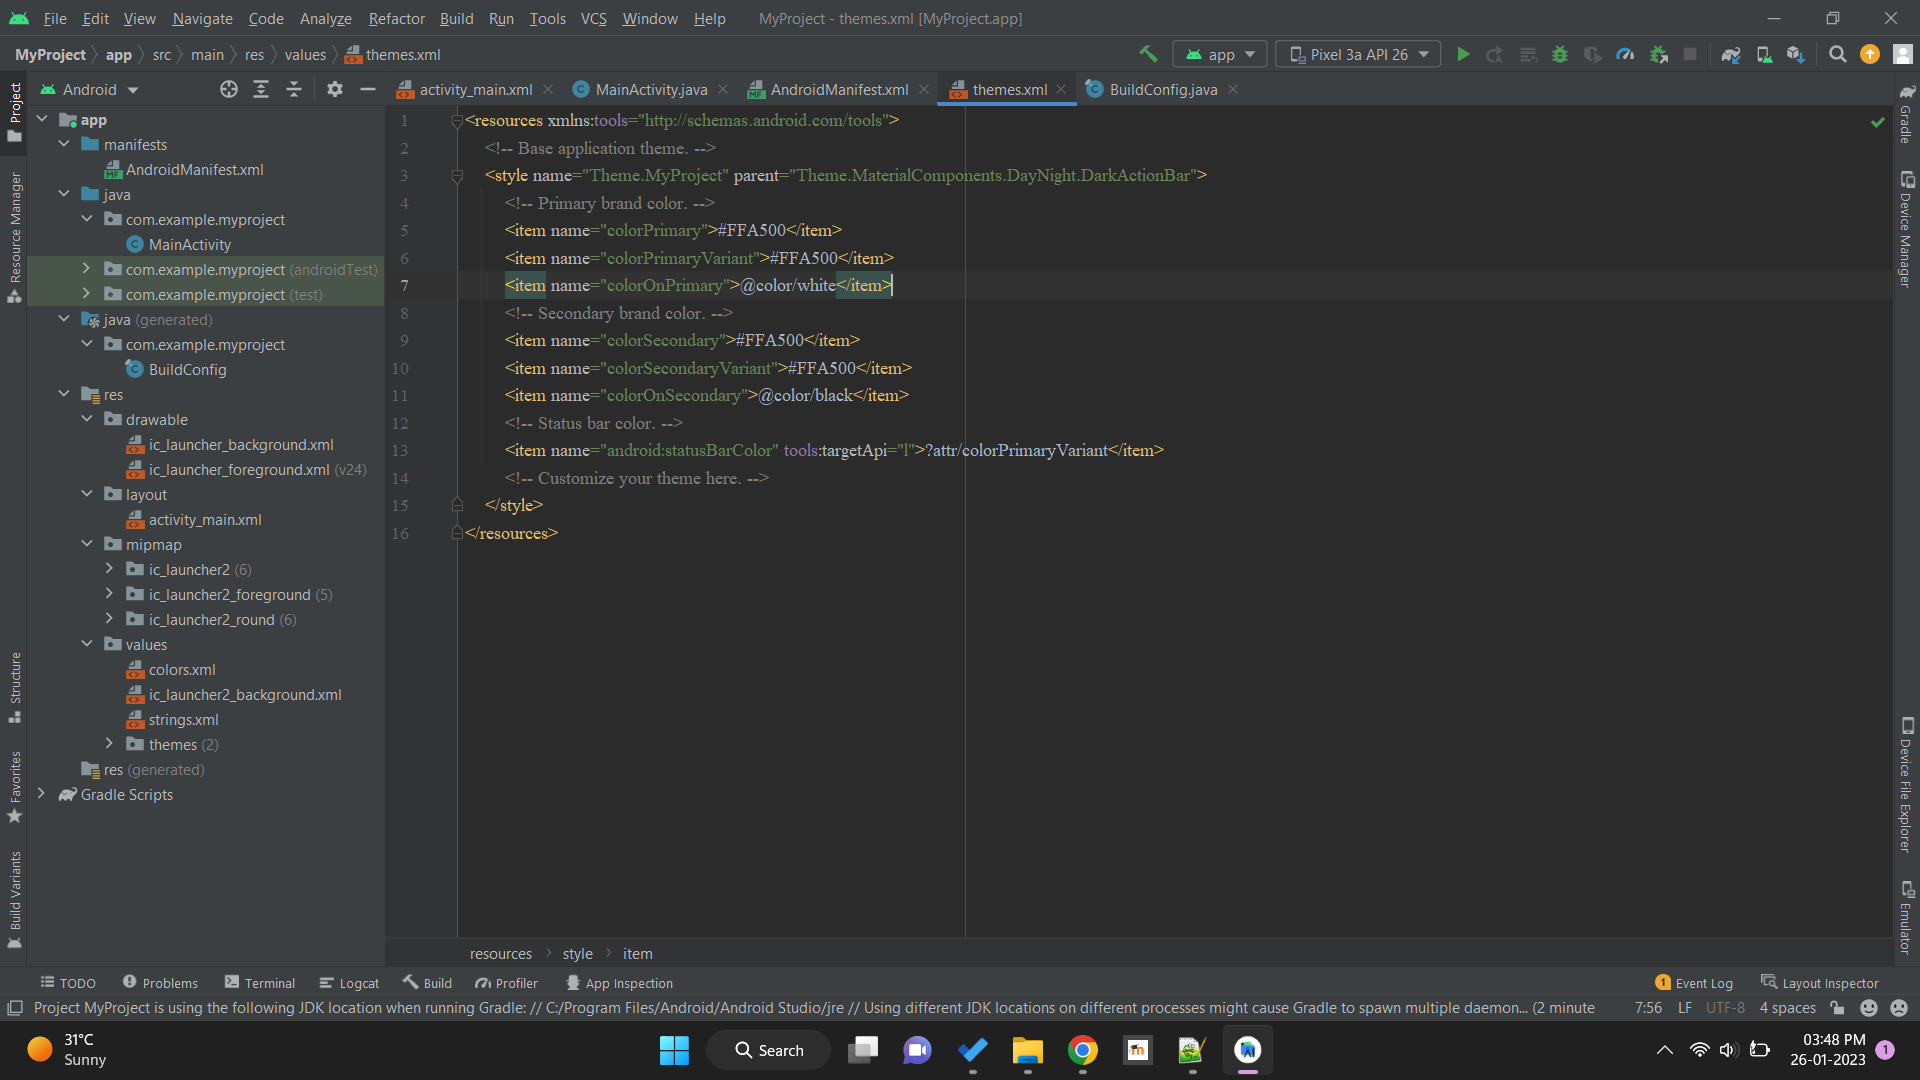 File Edit View Navigate Code Analyze Refactor Build Run Tools VCS Window Help MyProject - themes.xml [MyProject.app]
MyProject app src main res values themes.xml
app Pixel 3a API 26
Android
activity_main.xml MainActivity.java AndroidManifest.xml themes.xml BuildConfig.java
Project
Resource Manager
Structure
Favorites
Build Variants
app
manifests
AndroidManifest.xml
java
com.example.myproject
MainActivity
com.example.myproject (androidTest)
com.example.myproject (test)
java (generated)
com.example.myproject
BuildConfig
res
drawable
ic_launcher_background.xml
ic_launcher_foreground.xml (v24)
layout
activity_main.xml
mipmap
ic_launcher2 (6)
ic_launcher2_foreground (5)
ic_launcher2_round (6)
values
colors.xml
ic_launcher2_background.xml
strings.xml
themes (2)
res (generated)
Gradle Scripts
1 <resources xmlns:tools="http://schemas.android.com/tools">
2 <!-- Base application theme. -->
3 <style name="Theme.MyProject" parent="Theme.MaterialComponents.DayNight.DarkActionBar">
4 <!-- Primary brand color. -->
5 <item name="colorPrimary">#FFA500</item>
6 <item name="colorPrimaryVariant">#FFA500</item>
7 <item name="colorOnPrimary">@color/white</item>
8 <!-- Secondary brand color. -->
9 <item name="colorSecondary">#FFA500</item>
10 <item name="colorSecondaryVariant">#FFA500</item>
11 <item name="colorOnSecondary">@color/black</item>
12 <!-- Status bar color. -->
13 <item name="android:statusBarColor" tools:targetApi="l">?attr/colorPrimaryVariant</item>
14 <!-- Customize your theme here. -->
15 </style>
16 </resources>
Gradle
Device Manager
Device File Explorer
Emulator
resources style item
TODO Problems Terminal Logcat Build Profiler App Inspection 1 Event Log Layout Inspector
Project MyProject is using the following JDK location when running Gradle: // C:/Program Files/Android/Android Studio/jre // Using different JDK locations on different processes might cause Gradle to spawn multiple daemon... (2 minute 7:56 LF UTF-8 4 spaces
31°C
Sunny
Search
03:48 PM
26-01-2023
1